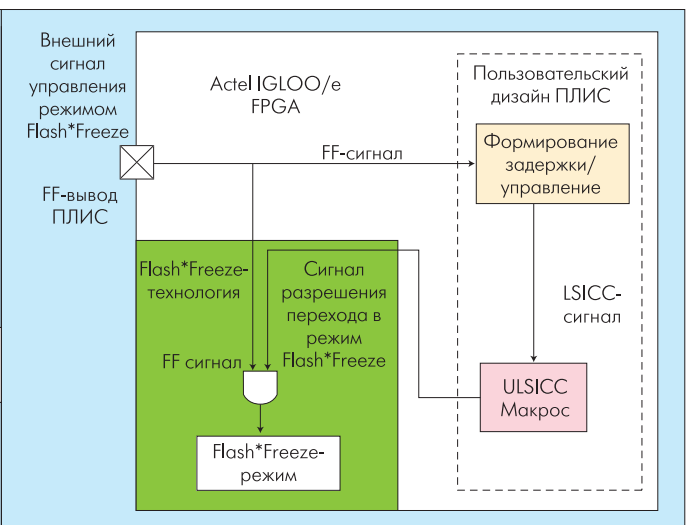 Внешний
сигнал
управления
режимом
Flash*Freeze
FF-вывод
ПЛИС
Actel IGLOO/e
FPGA
FF-сигнал
Пользовательский
дизайн ПЛИС
Формирование
задержки/
управление
LSICC-
сигнал
ULSICC
Макрос
Flash*Freeze-
технология
Сигнал
разрешения
перехода в
режим
Flash*Freeze
FF сигнал
Flash*Freeze-
режим